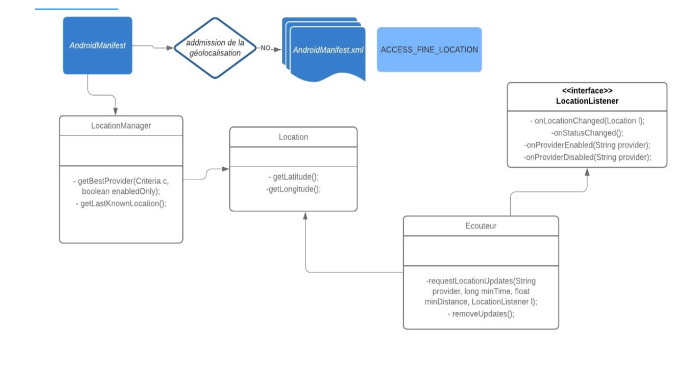 AndroidManifest
addmission de la
géolocalisation
NO
AndroidManifest.xml
ACCESS_FINE_LOCATION
<<interface>>
LocationListener
- onLocationChanged(Location l);
-onStatusChanged();
-onProviderEnabled(String provider);
-onProviderDisabled(String provider);
LocationManager
- getBestProvider(Criteria c,
boolean enabledOnly);
- getLastKnownLocation();
Location
- getLatitude();
-getLongitude();
Ecouteur
-requestLocationUpdates(String
provider, long minTime, float
minDistance, LocationListener l);
- removeUpdates();